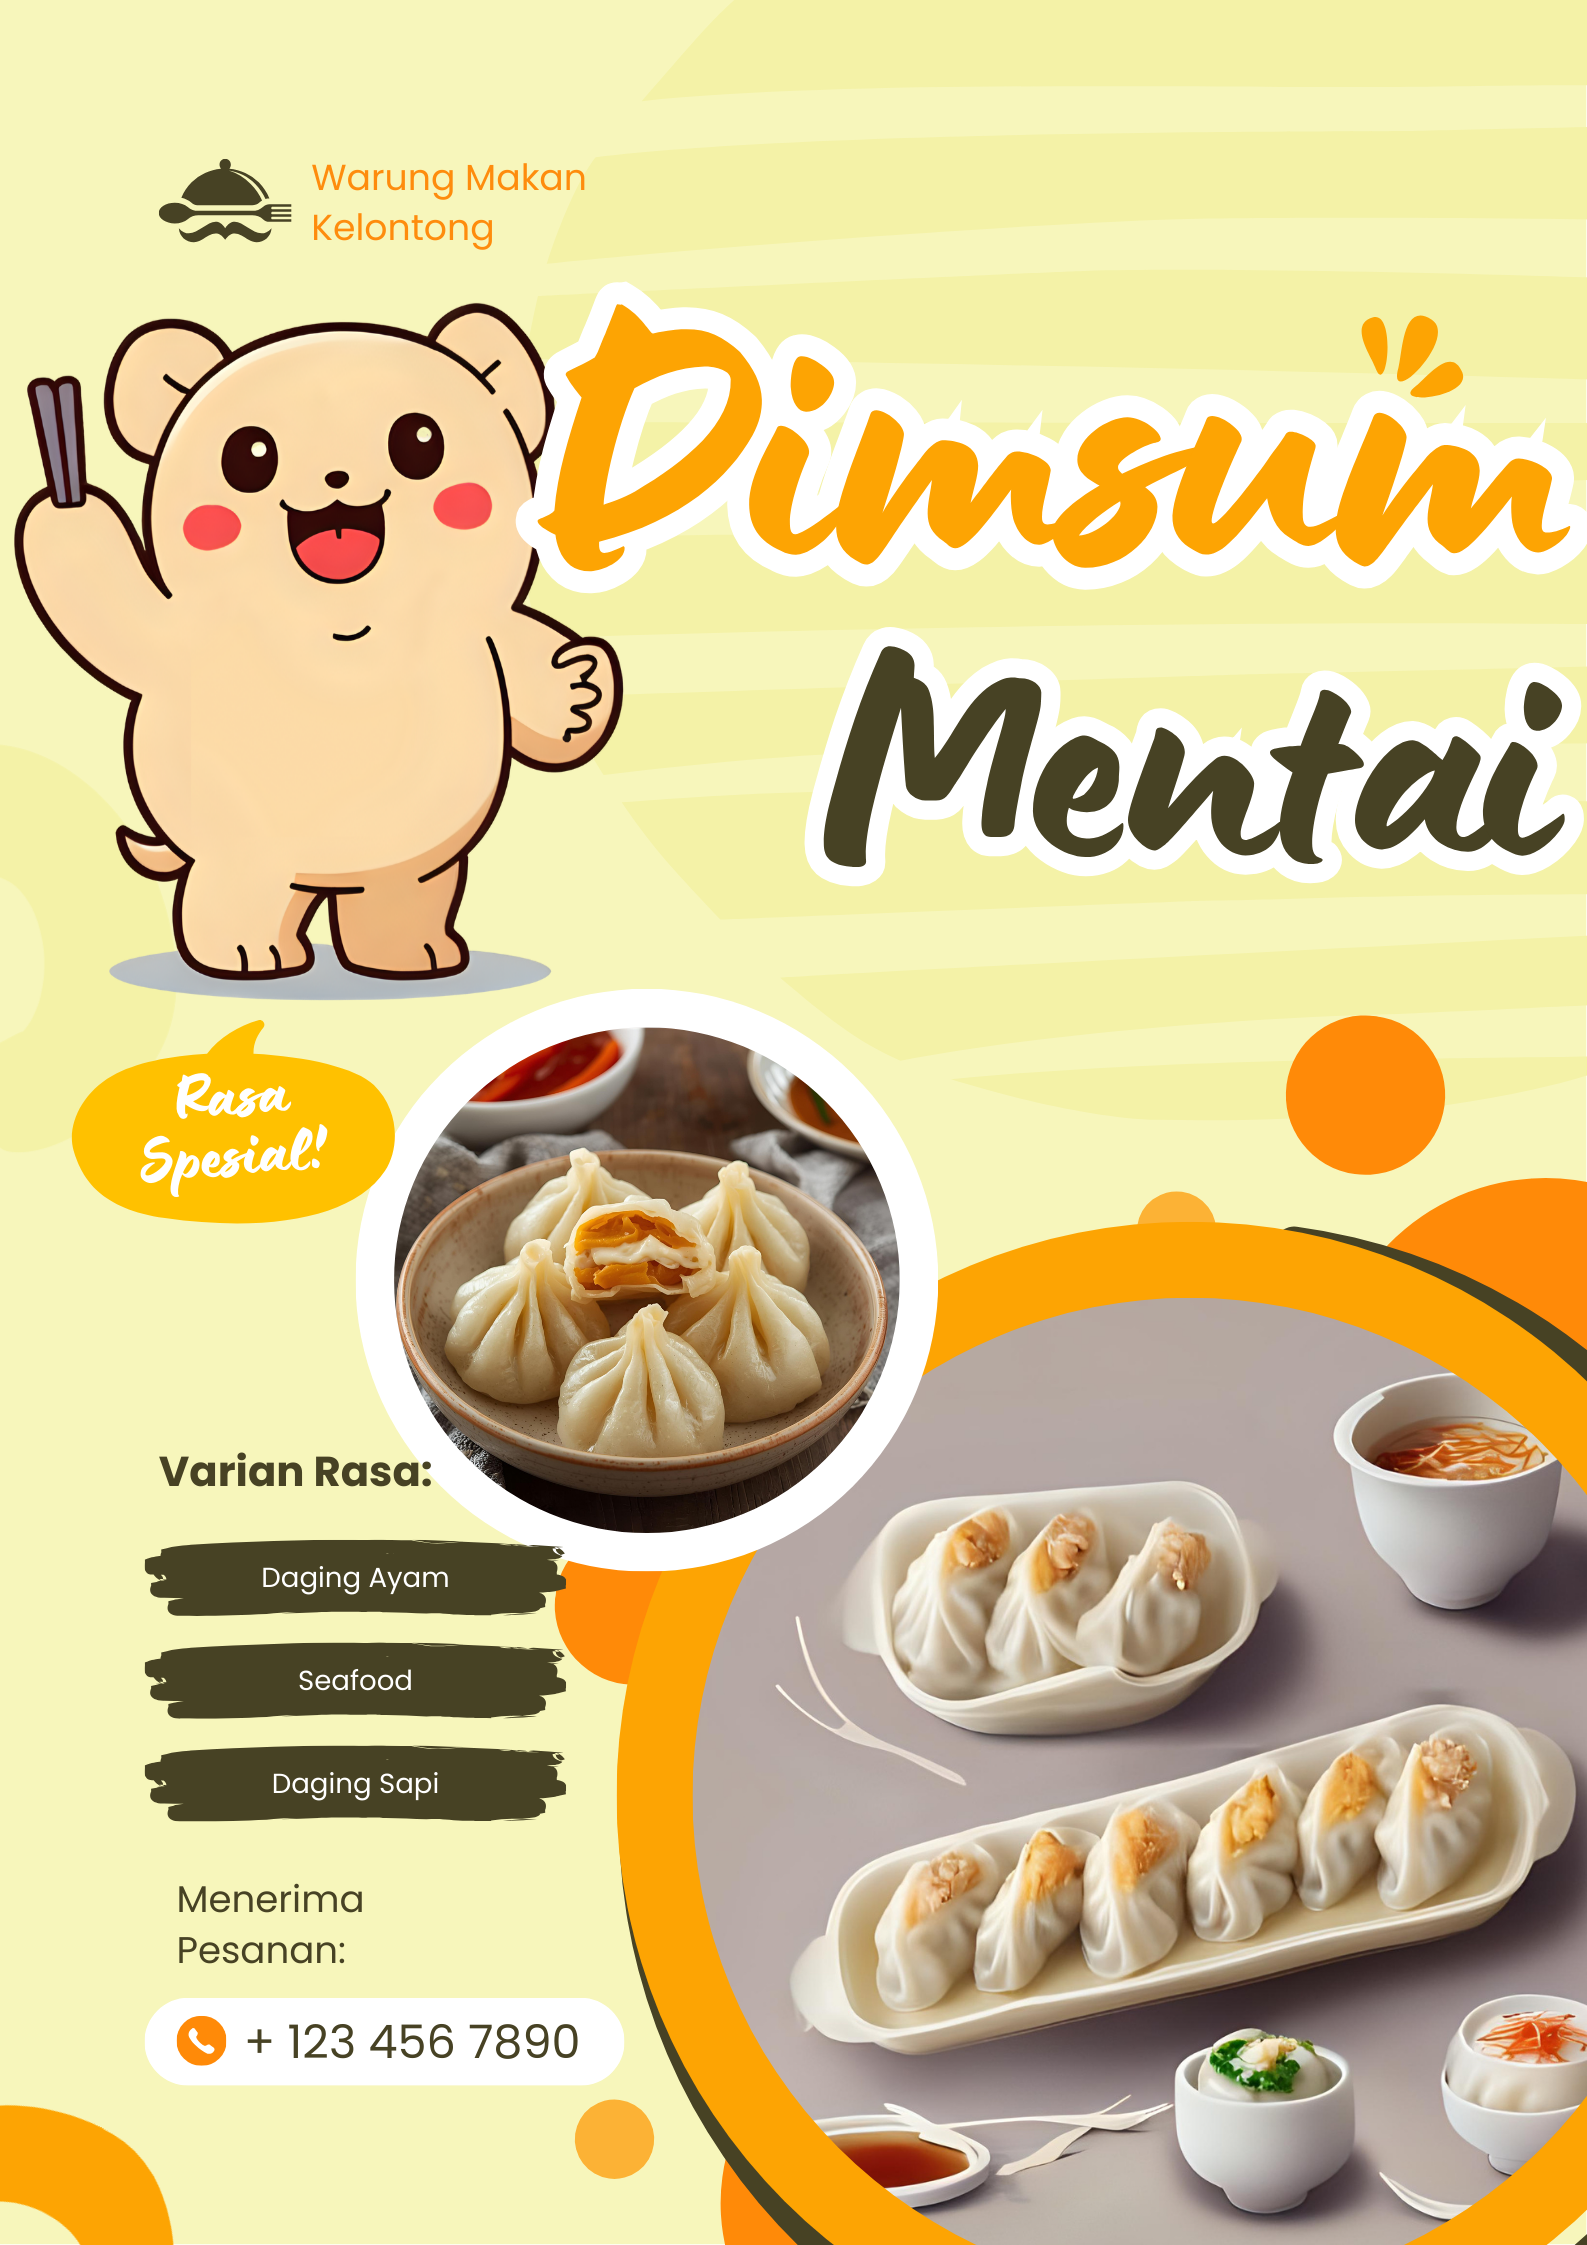 Warung Makan
Kelontong
Dimsum
Mentai
Rasa
Spesial!
Varian Rasa:
Daging Ayam
Seafood
Daging Sapi
Menerima
Pesanan:
+ 123 456 7890